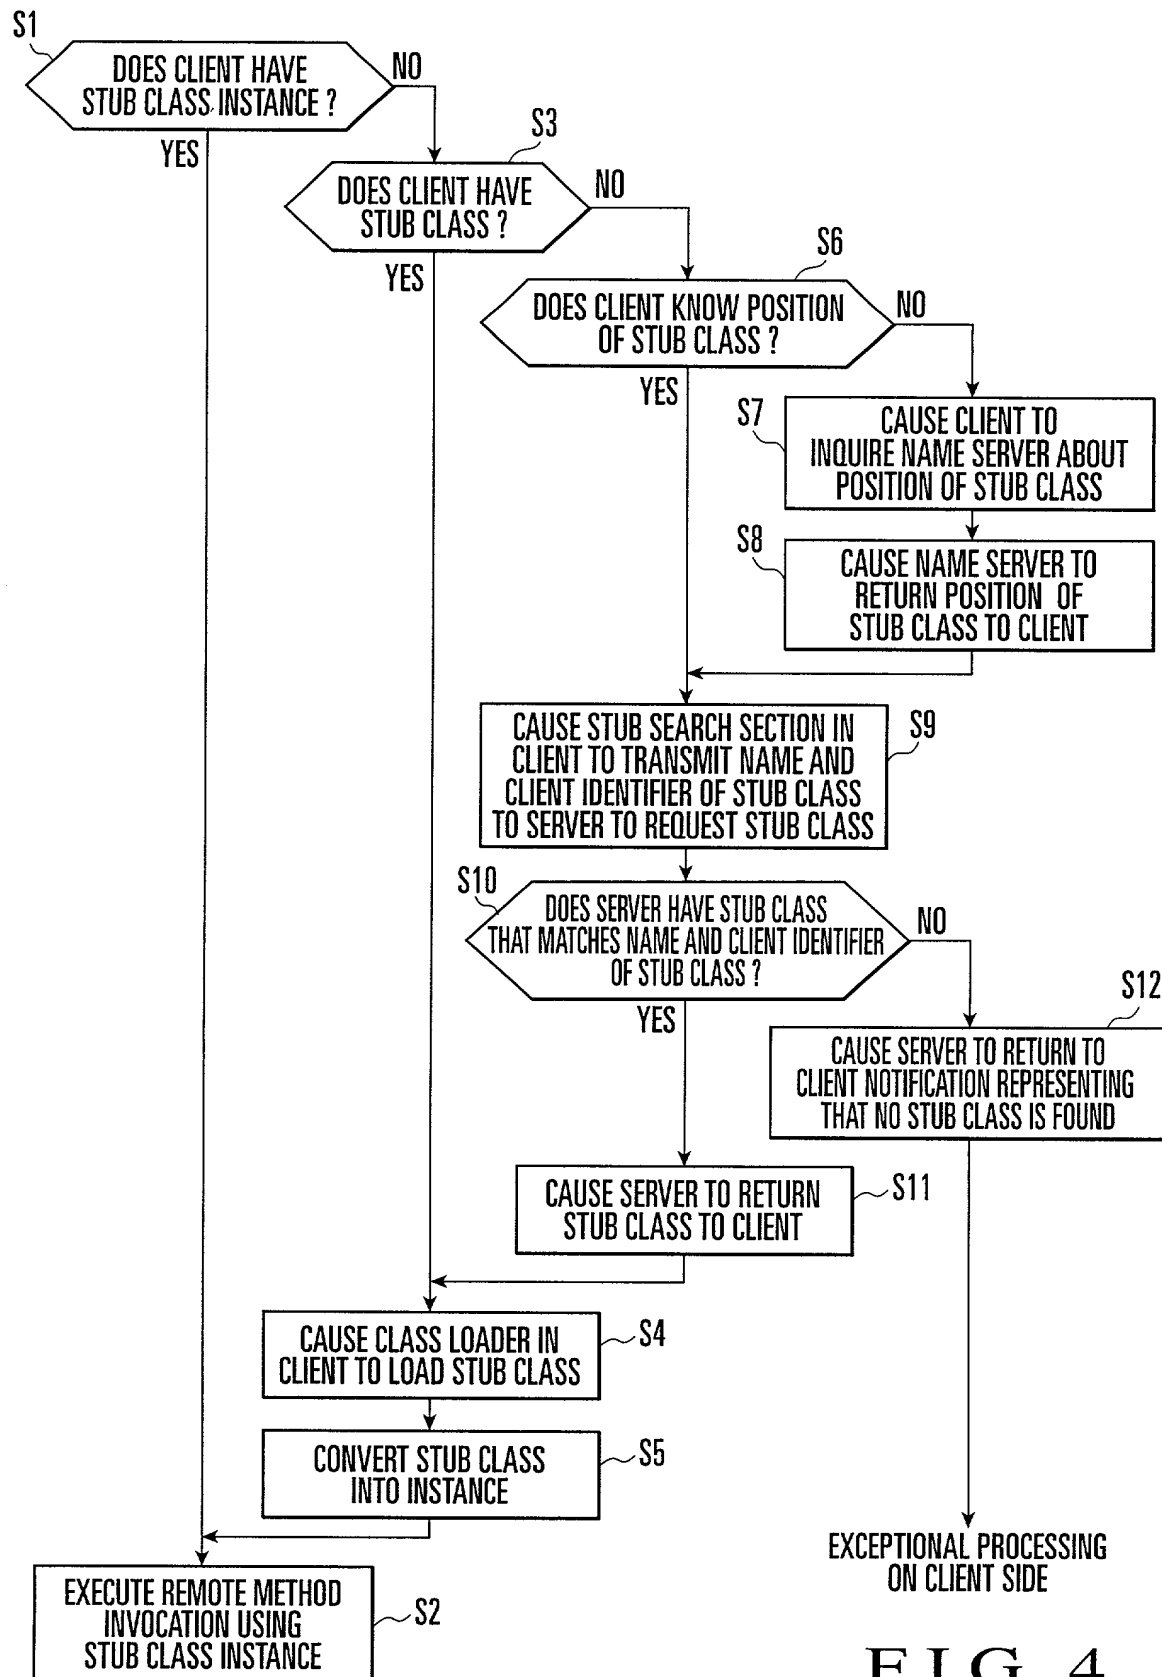 S1
DOES CLIENT HAVE
STUB CLASS INSTANCE ?
NO
YES
S3
DOES CLIENT HAVE
STUB CLASS ?
NO
YES
S6
DOES CLIENT KNOW POSITION
OF STUB CLASS ?
NO
YES
S7
CAUSE CLIENT TO
INQUIRE NAME SERVER ABOUT
POSITION OF STUB CLASS
S8
CAUSE NAME SERVER TO
RETURN POSITION OF
STUB CLASS TO CLIENT
CAUSE STUB SEARCH SECTION IN
CLIENT TO TRANSMIT NAME AND
CLIENT IDENTIFIER OF STUB CLASS
TO SERVER TO REQUEST STUB CLASS
S9
S10
DOES SERVER HAVE STUB CLASS
THAT MATCHES NAME AND CLIENT IDENTIFIER
OF STUB CLASS ?
NO
YES
S12
CAUSE SERVER TO RETURN TO
CLIENT NOTIFICATION REPRESENTING
THAT NO STUB CLASS IS FOUND
CAUSE SERVER TO RETURN
STUB CLASS TO CLIENT
S11
CAUSE CLASS LOADER IN
CLIENT TO LOAD STUB CLASS
S4
CONVERT STUB CLASS
INTO INSTANCE
S5
EXCEPTIONAL PROCESSING
ON CLIENT SIDE
EXECUTE REMOTE METHOD
INVOCATION USING
STUB CLASS INSTANCE
S2
FIG. 4